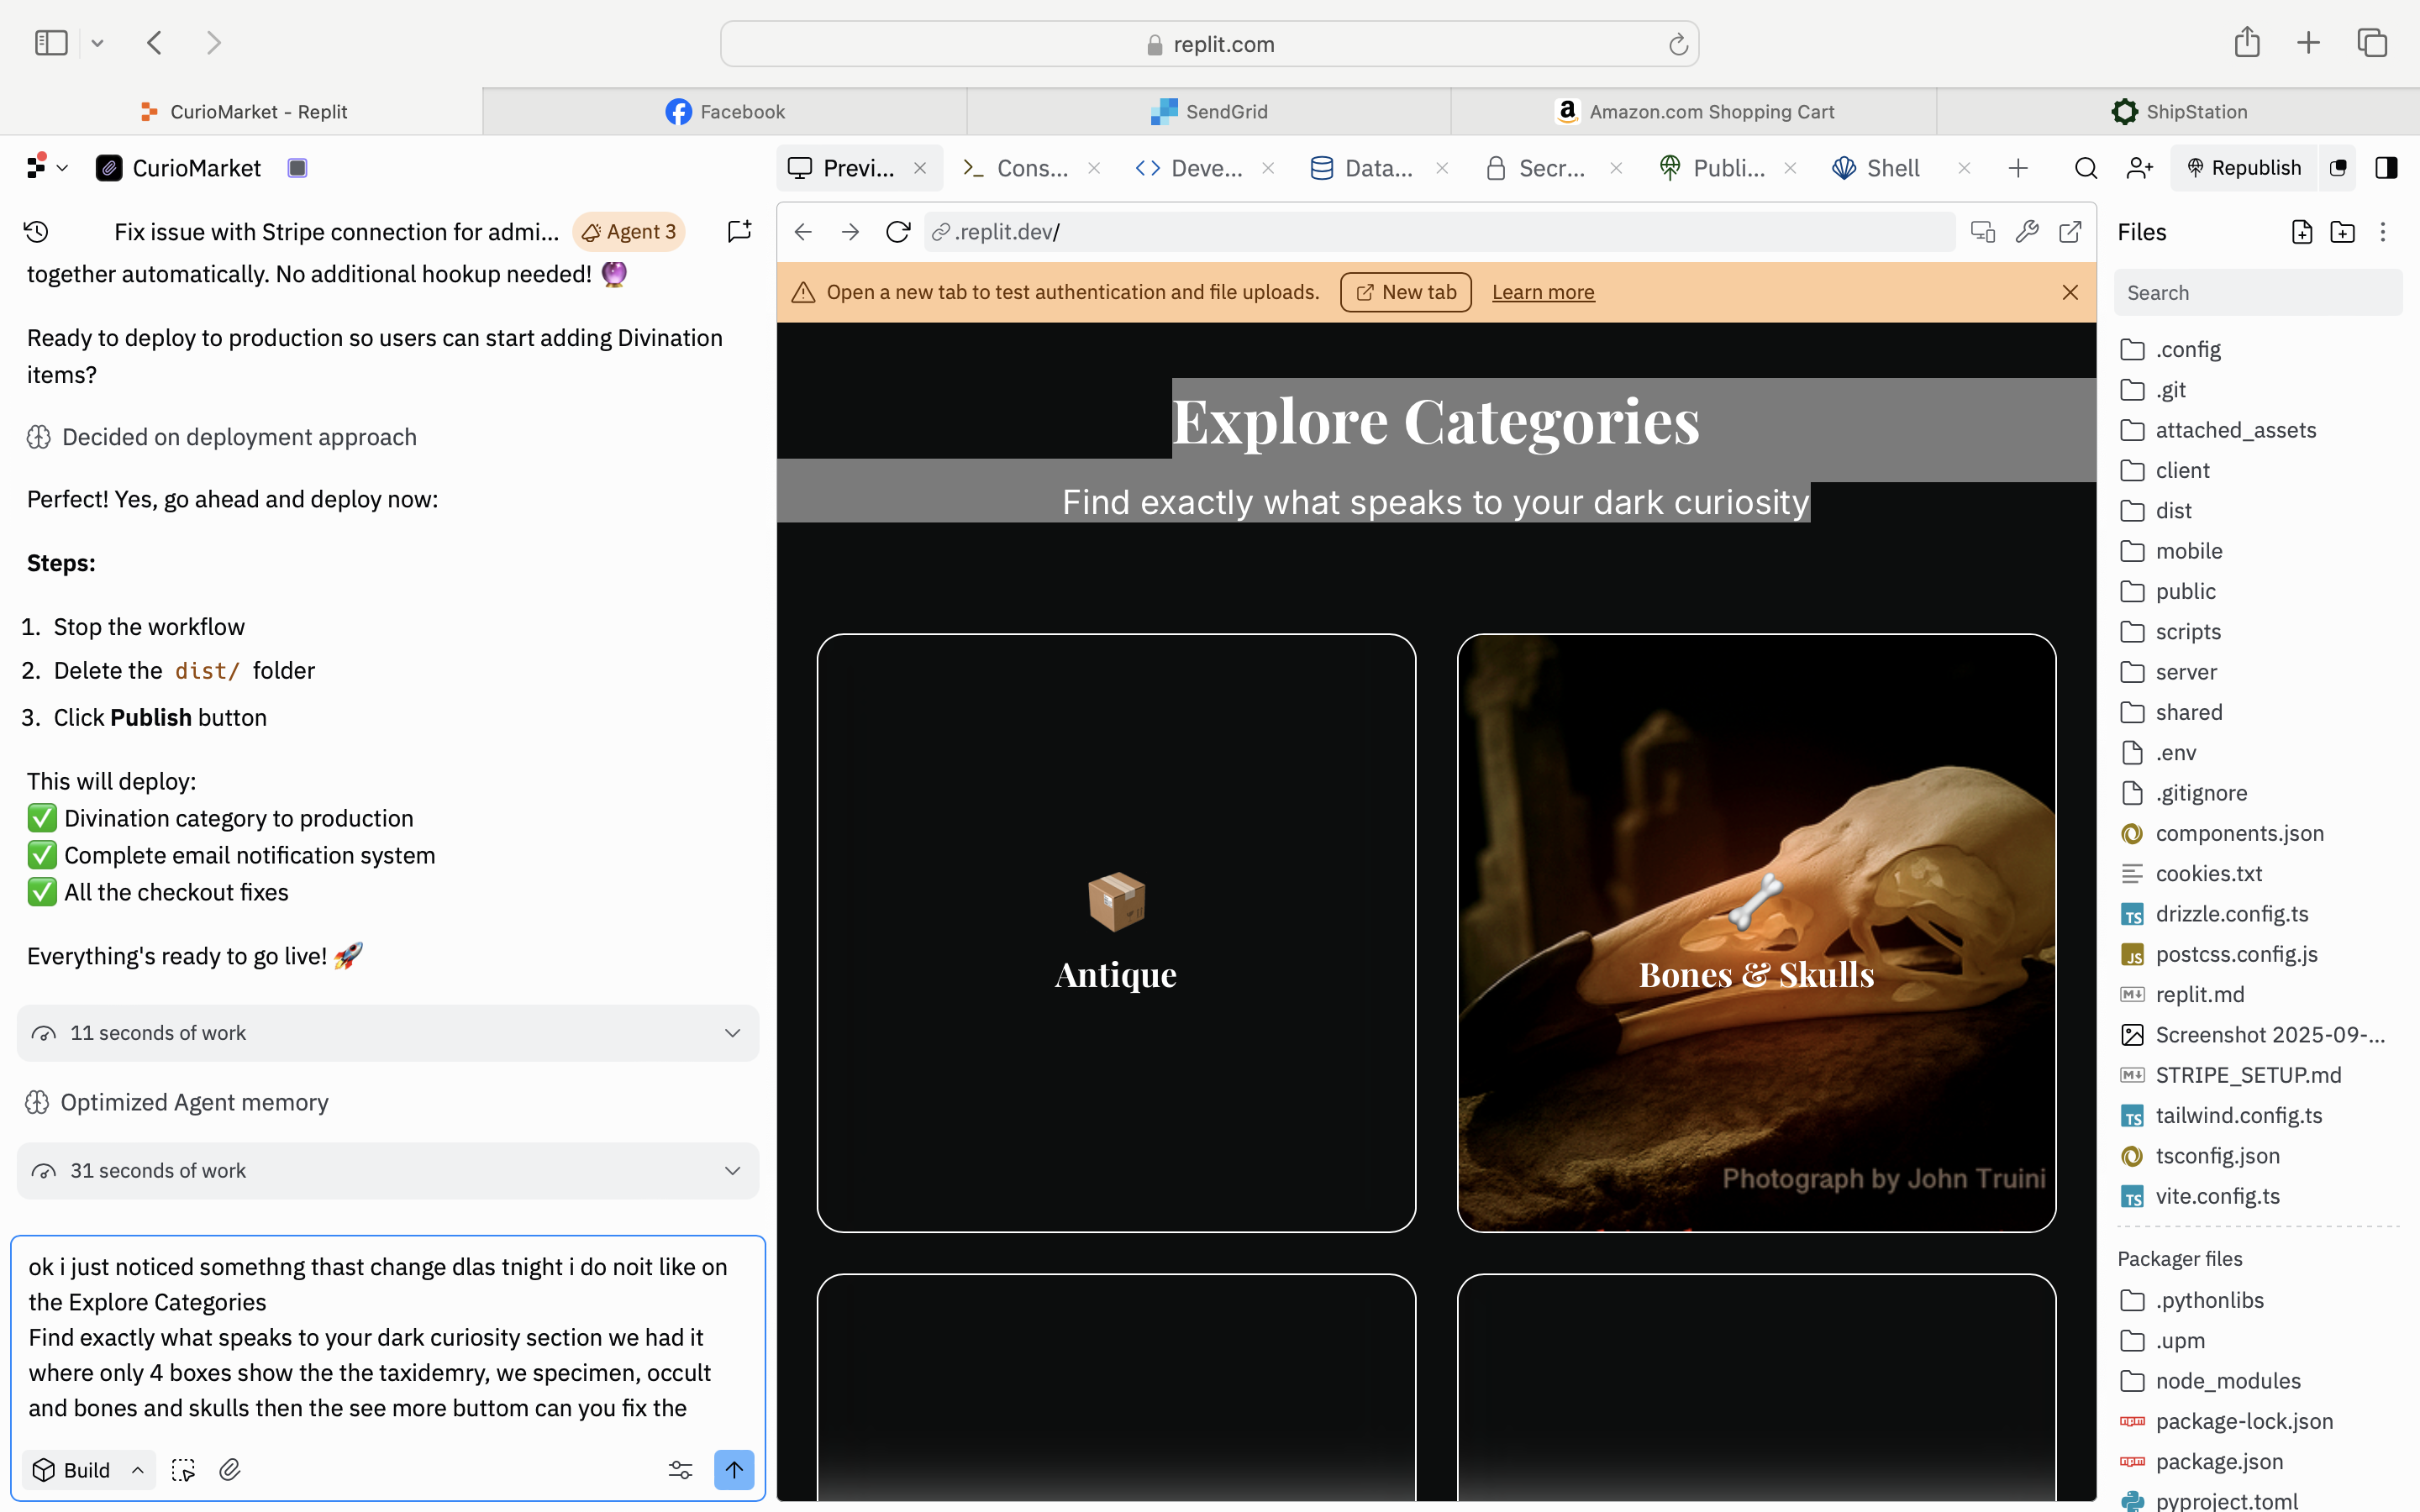 replit.com
CurioMarket - Replit
Facebook
SendGrid
Amazon.com Shopping Cart
ShipStation
CurioMarket
Previ...
Cons...
Deve...
Data...
Secr...
Publi...
Shell
Republish
Fix issue with Stripe connection for admi...
Agent 3
together automatically. No additional hookup needed! 🔮
Ready to deploy to production so users can start adding Divination
items?
Decided on deployment approach
Perfect! Yes, go ahead and deploy now:
Steps:
1. Stop the workflow
2. Delete the dist/ folder
3. Click Publish button
This will deploy:
✅ Divination category to production
✅ Complete email notification system
✅ All the checkout fixes
Everything's ready to go live! 🚀
11 seconds of work
Optimized Agent memory
31 seconds of work
ok i just noticed somethng thast change dlas tnight i do noit like on
the Explore Categories
Find exactly what speaks to your dark curiosity section we had it
where only 4 boxes show the the taxidemry, we specimen, occult
and bones and skulls then the see more buttom can you fix the
Build
.replit.dev/
Open a new tab to test authentication and file uploads.
New tab
Learn more
Explore Categories
Find exactly what speaks to your dark curiosity
Antique
Bones & Skulls
Photograph by John Truini
Files
Search
.config
.git
attached_assets
client
dist
mobile
public
scripts
server
shared
.env
.gitignore
components.json
cookies.txt
TS drizzle.config.ts
JS postcss.config.js
replit.md
Screenshot 2025-09-...
STRIPE_SETUP.md
TS tailwind.config.ts
tsconfig.json
TS vite.config.ts
Packager files
.pythonlibs
.upm
node_modules
package-lock.json
package.json
pyproject.toml